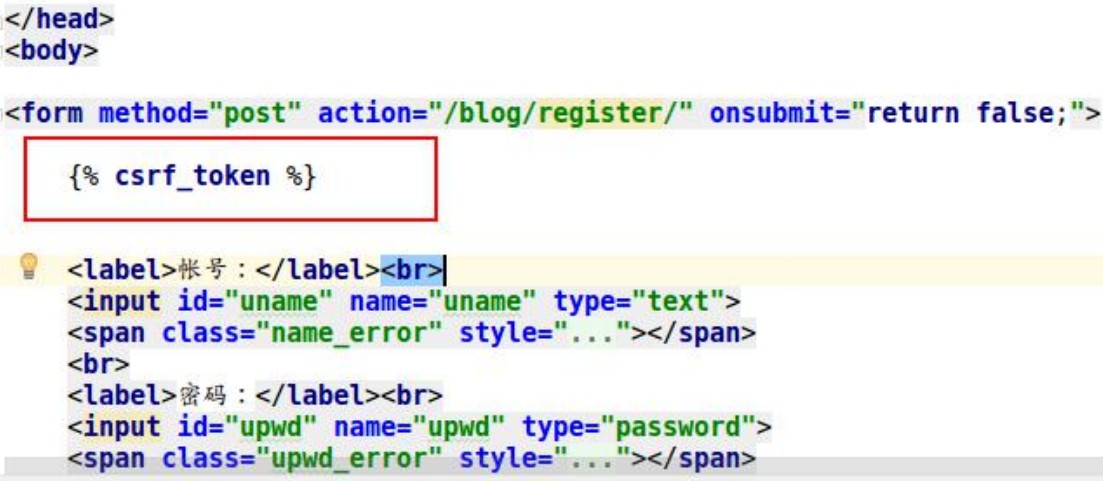 </head>
<body>
<form method="post" action="/blog/register/" onsubmit="return false;">
{% csrf_token %}
<label>帐号：</label><br>
<input id="uname" name="uname" type="text">
<span class="name_error" style="..."></span>
<br>
<label>密码：</label><br>
<input id="upwd" name="upwd" type="password">
<span class="upwd_error" style="..."></span>